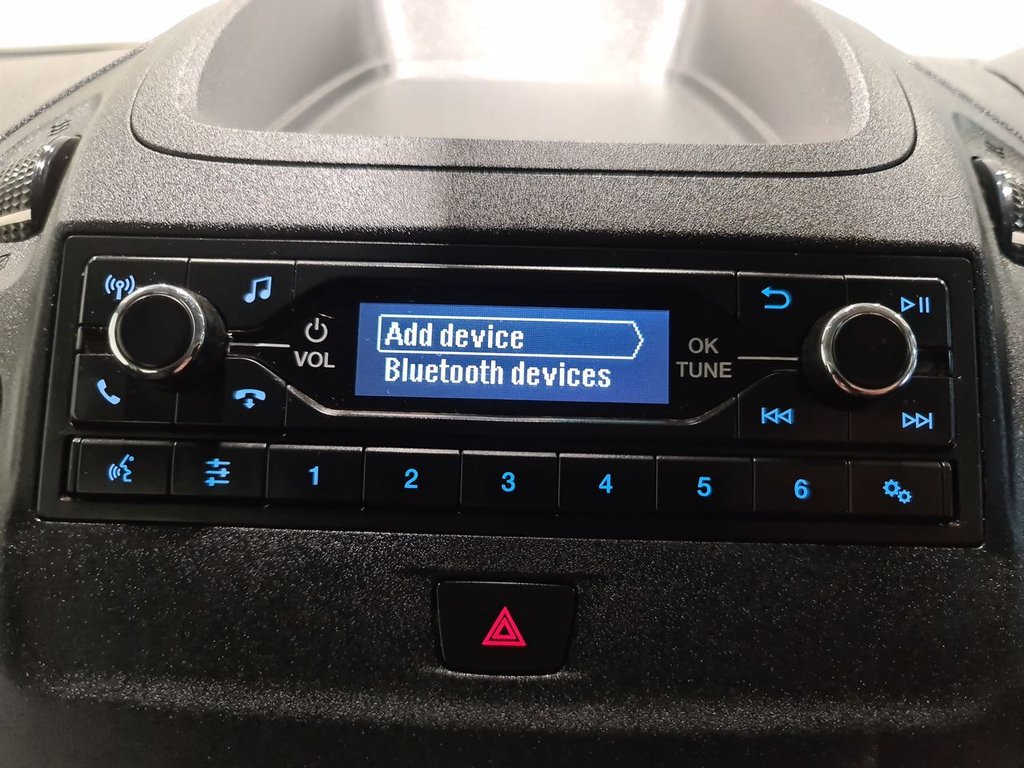 VOL
Add device
Bluetooth devices
OK
TUNE
1 2 3 4 5 6